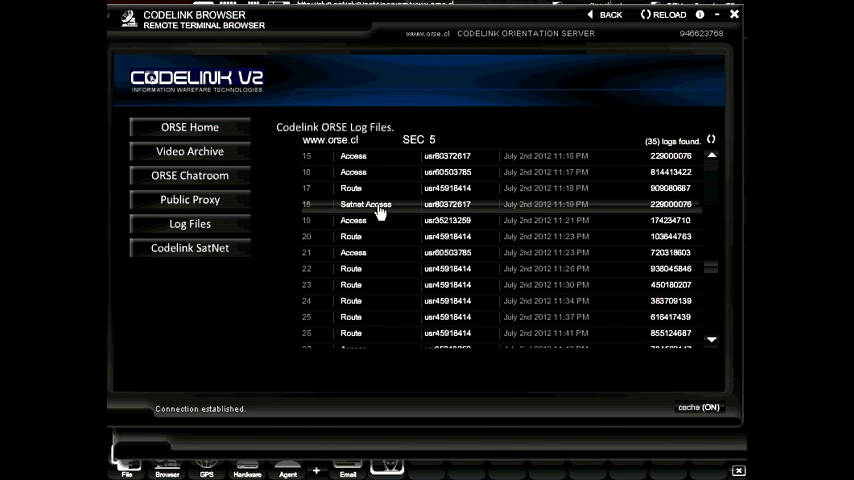 CODELINK BROWSER
REMOTE TERMINAL BROWSER
BACK
RELOAD
www.orse.cl CODELINK ORIENTATION SERVER
946623768
CODELINK V2
INFORMATION WAREFARE TECHNOLOGIES
ORSE Home
Video Archive
ORSE Chatroom
Public Proxy
Log Files
Codelink SatNet
Codelink ORSE Log Files.
www.orse.cl SEC 5
(35) logs found.
15 Access usr80372617 July 2nd 2012 11:16 PM 229000076
16 Access usr60503785 July 2nd 2012 11:17 PM 814413422
17 Route usr45918414 July 2nd 2012 11:18 PM 909080687
18 Satnet Access usr80372617 July 2nd 2012 11:19 PM 229000076
19 Access usr35213259 July 2nd 2012 11:21 PM 174234710
20 Route usr45918414 July 2nd 2012 11:23 PM 103644763
21 Access usr60503785 July 2nd 2012 11:23 PM 720318603
22 Route usr45918414 July 2nd 2012 11:26 PM 938045846
23 Route usr45918414 July 2nd 2012 11:30 PM 450180207
24 Route usr45918414 July 2nd 2012 11:34 PM 383709139
25 Route usr45918414 July 2nd 2012 11:37 PM 616417439
26 Route usr45918414 July 2nd 2012 11:41 PM 855124687
Connection established.
cache (ON)
File
Browser
GPS
Hardware
Agent
Email